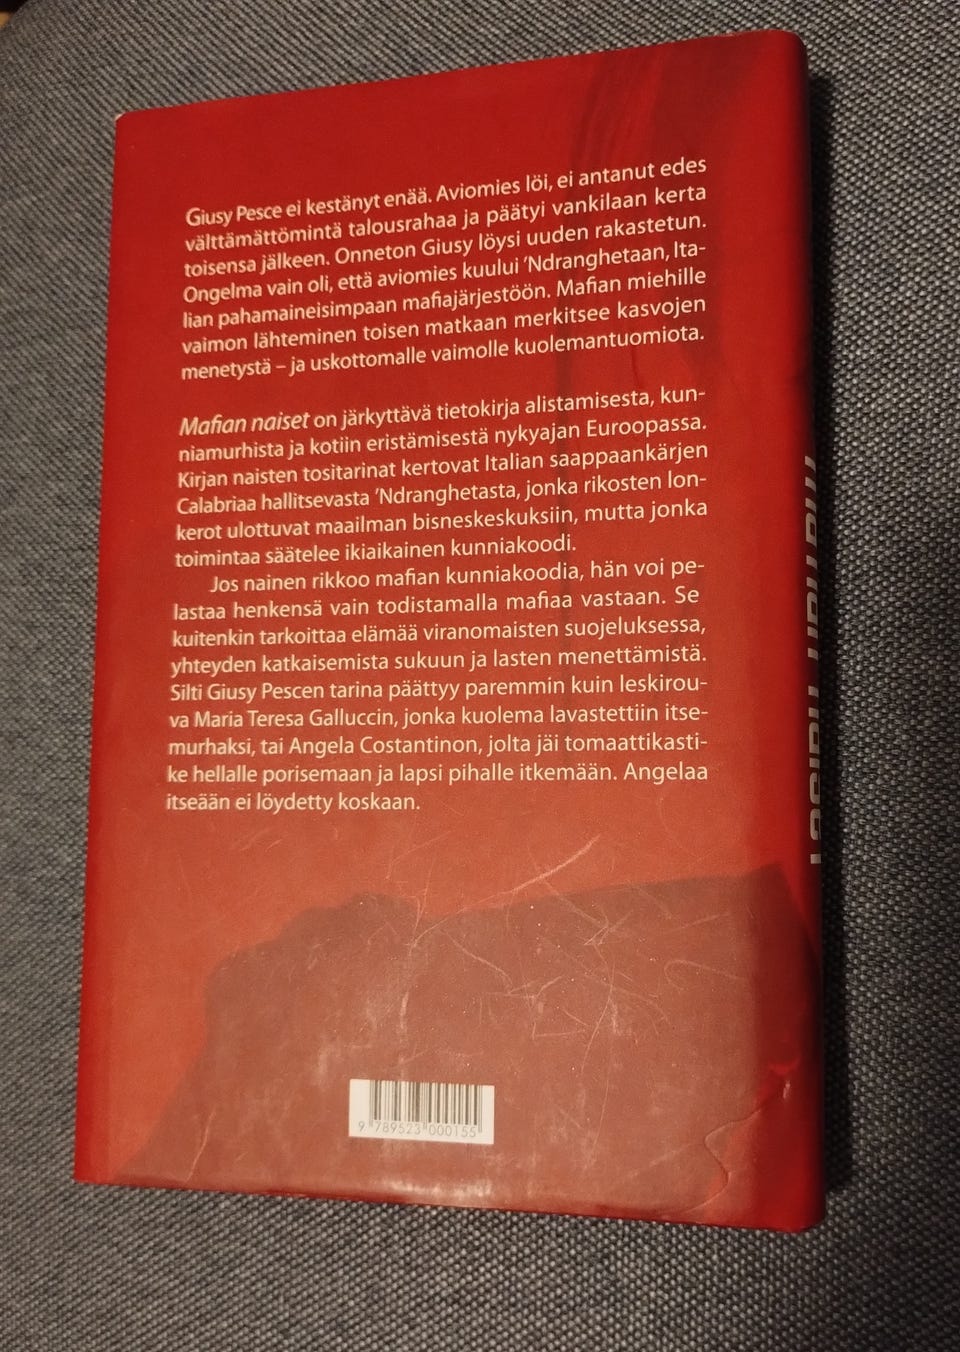 Giusy Pesce ei kestänyt enää. Aviomies löi, ei antanut edes
välttämättömintä talousrahaa ja päätyi vankilaan kerta
toisensa jälkeen. Onneton Giusy löysi uuden rakastetun.
Ongelma vain oli, että aviomies kuului 'Ndranghetaan, Ita-
lian pahamaineisimpaan mafiajärjestöön. Mafian miehille
vaimon lähteminen toisen matkaan merkitsee kasvojen
menetystä – ja uskottomalle vaimolle kuolemantuomiota.
Mafian naiset on järkyttävä tietokirja alistamisesta, kun-
niamurhista ja kotiin eristämisestä nykyajan Euroopassa.
Kirjan naisten tositarinat kertovat Italian saappaankärjen
Calabriaa hallitsevasta 'Ndranghetasta, jonka rikosten lon-
kerot ulottuvat maailman bisneskeskuksiin, mutta jonka
toimintaa säätelee ikiaikainen kunniakoodi.
Jos nainen rikkoo mafian kunniakoodia, hän voi pe-
lastaa henkensä vain todistamalla mafiaa vastaan. Se
kuitenkin tarkoittaa elämää viranomaisten suojeluksessa,
yhteyden katkaisemista sukuun ja lasten menettämistä.
Silti Giusy Pescen tarina päättyy paremmin kuin leskirou-
va Maria Teresa Galluccin, jonka kuolema lavastettiin itse-
murhaksi, tai Angela Costantinon, jolta jäi tomaattikasti-
ke hellalle porisemaan ja lapsi pihalle itkemään. Angelaa
itseään ei löydetty koskaan.
9 789523 000155